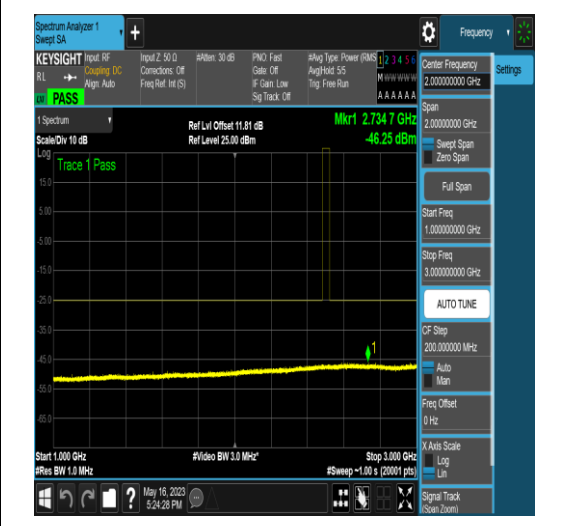 Spectrum Analyzer 1
Swept SA
Frequency
KEYSIGHT
Input: RF
Coupling: DC
Align: Auto
Input Z: 50 Ω
Corrections: Off
Freq Ref: Int (S)
#Atten: 30 dB
PNO: Fast
Gate: Off
IF Gain: Low
Sig Track: Off
#Avg Type: Power (RMS
Avg|Hold: 5/5
Trig: Free Run
1 2 3 4 5 6
M w w w w w
A A A A A A
RL
PASS
Center Frequency
2.000000000 GHz
Settings
Span
2.00000000 GHz
Swept Span
Zero Span
Full Span
Start Freq
1.000000000 GHz
Stop Freq
3.000000000 GHz
AUTO TUNE
CF Step
200.000000 MHz
Auto
Man
Freq Offset
0 Hz
X Axis Scale
Log
Lin
Signal Track
(Span Zoom)
1 Spectrum
Scale/Div 10 dB
Ref Lvl Offset 11.81 dB
Ref Level 25.00 dBm
Mkr1 2.734 7 GHz
-46.25 dBm
Log
Trace 1 Pass
15.0
5.00
-5.00
-15.0
-25.0
-35.0
-45.0
-55.0
-65.0
1
Start 1.000 GHz
#Res BW 1.0 MHz
#Video BW 3.0 MHz*
Stop 3.000 GHz
#Sweep ~1.00 s (20001 pts)
?
May 16, 2023
5:24:28 PM